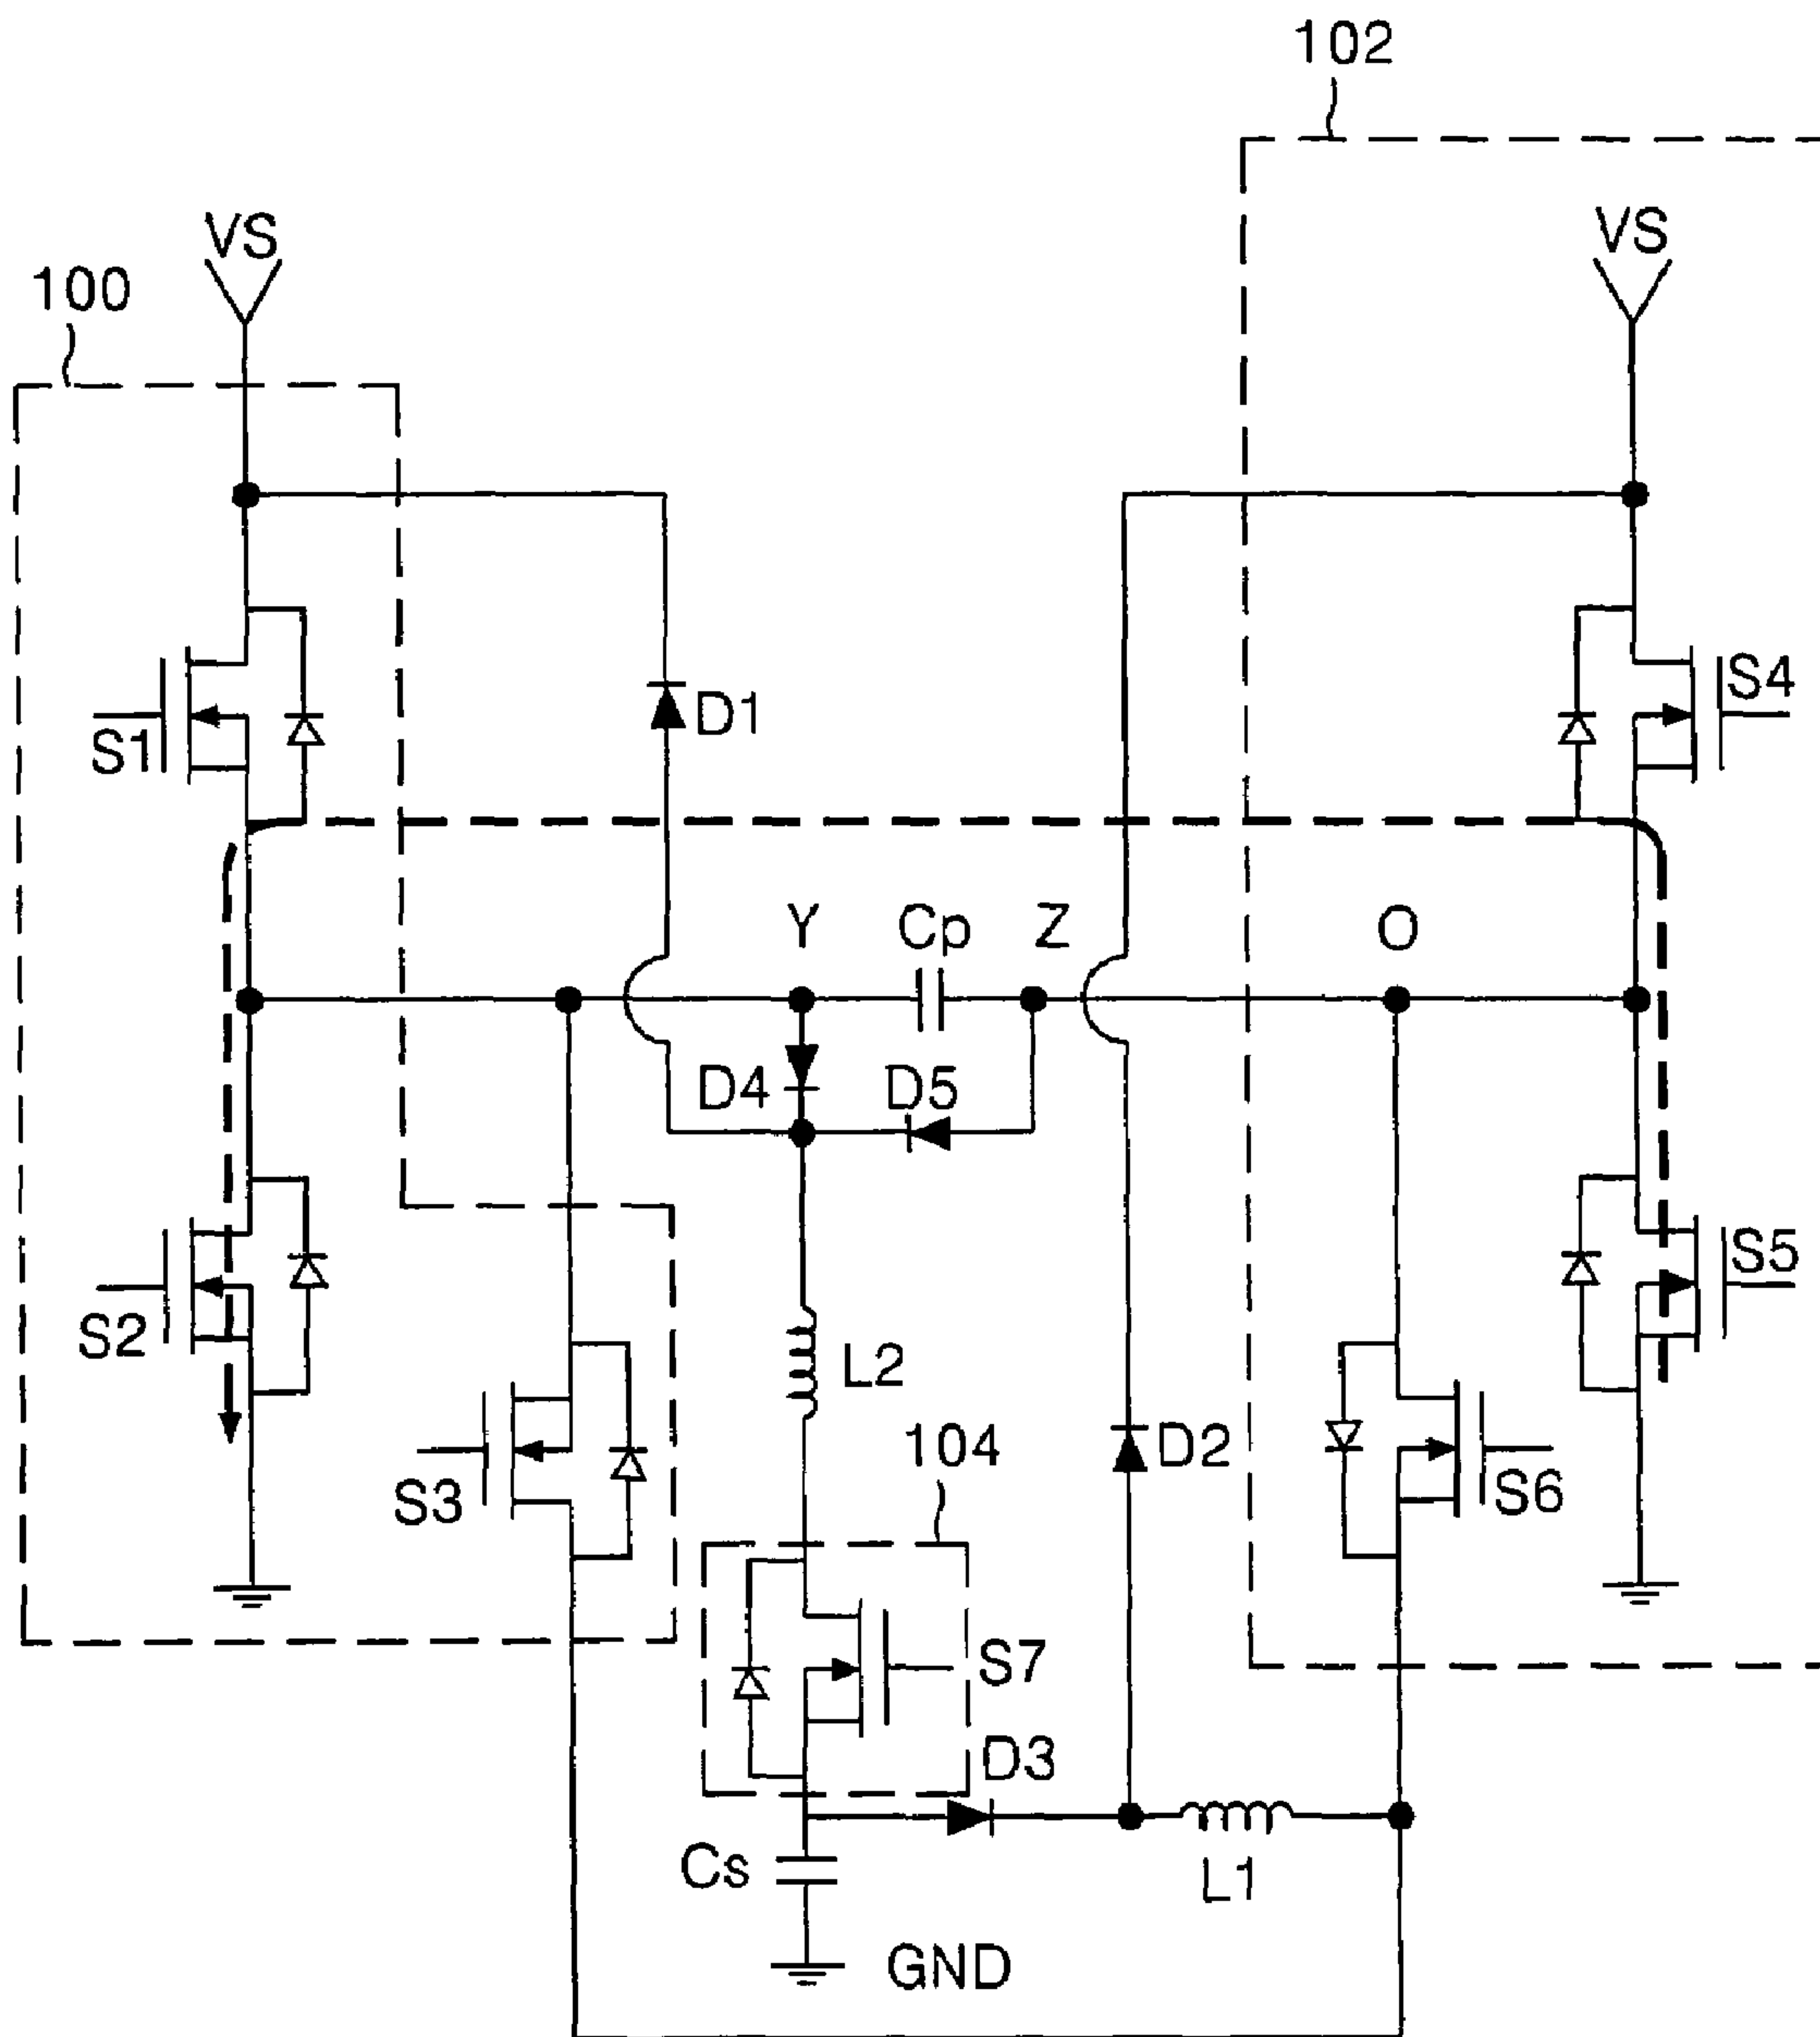 102
VS
VS
100
D1
S4
S1
Y
Cp
Z
O
D4
D5
S5
S2
L2
104
D2
S3
S6
S7
D3
Cs
L1
GND